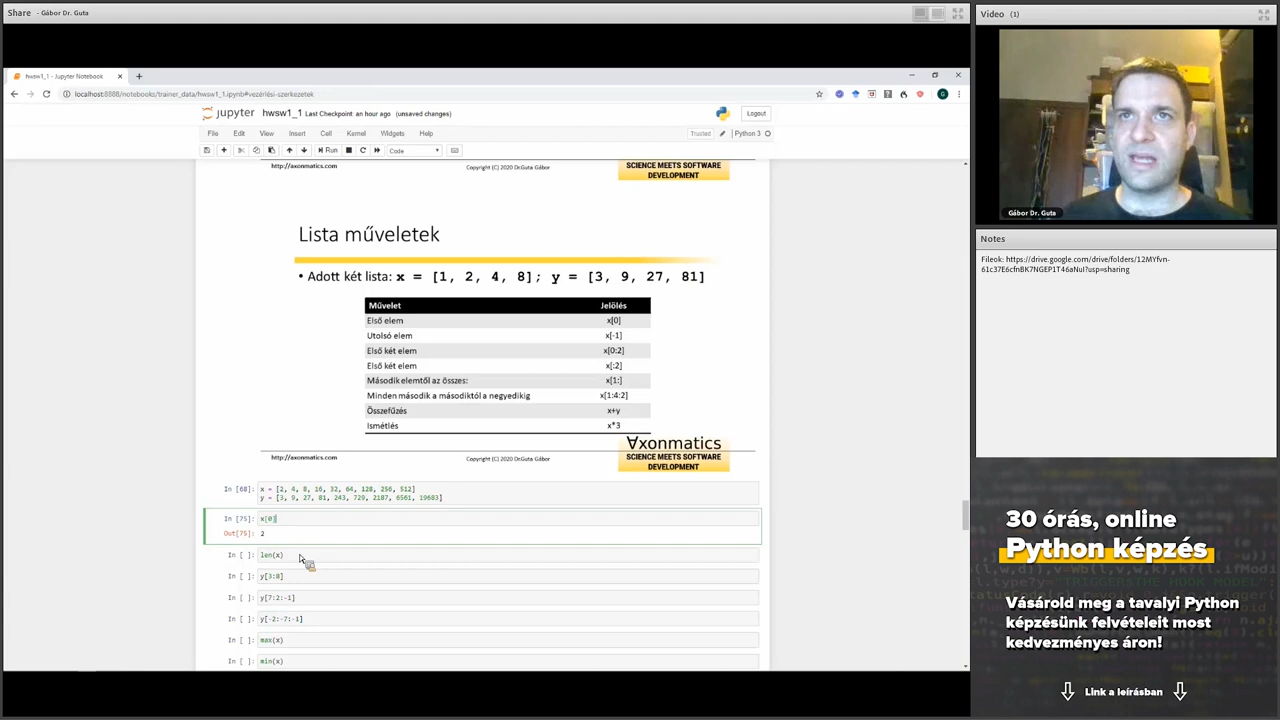 Share - Gábor Dr. Guta
Video (1)
hwsw1_1 - Jupyter Notebook
localhost:8888/notebooks/trainer_data/hwsw1_1.ipynb#vezérlési-szerkezetek
jupyter hwsw1_1 Last Checkpoint: an hour ago (unsaved changes)
Logout
File Edit View Insert Cell Kernel Widgets Help
Trusted
Python 3
Run
Code
http://axonmatics.com
Copyright (C) 2020 Dr.Guta Gábor
SCIENCE MEETS SOFTWARE
DEVELOPMENT
Lista műveletek
• Adott két lista: x = [1, 2, 4, 8]; y = [3, 9, 27, 81]
Művelet Jelölés
Első elem x[0]
Utolsó elem x[-1]
Első két elem x[0:2]
Első két elem x[:2]
Második elemtől az összes: x[1:]
Minden második a másodiktól a negyedikig x[1:4:2]
Összefűzés x+y
Ismétlés x*3
∀xonmatics
SCIENCE MEETS SOFTWARE
DEVELOPMENT
http://axonmatics.com
Copyright (C) 2020 Dr.Guta Gábor
In [68]: x = [2, 4, 8, 16, 32, 64, 128, 256, 512]
y = [3, 9, 27, 81, 243, 729, 2187, 6561, 19683]
In [75]: x[0]
Out[75]: 2
In [ ]: len(x)
In [ ]: y[3:8]
In [ ]: y[7:2:-1]
In [ ]: y[-2:-7:-1]
In [ ]: max(x)
In [ ]: min(x)
Gábor Dr. Guta
Notes
Fileok: https://drive.google.com/drive/folders/12MYfvn-
61c37E6cfnBK7NGEP1T46aNuI?usp=sharing
30 órás, online
Python képzés
Vásárold meg a tavalyi Python
képzésünk felvételeit most
kedvezményes áron!
Link a leírásban